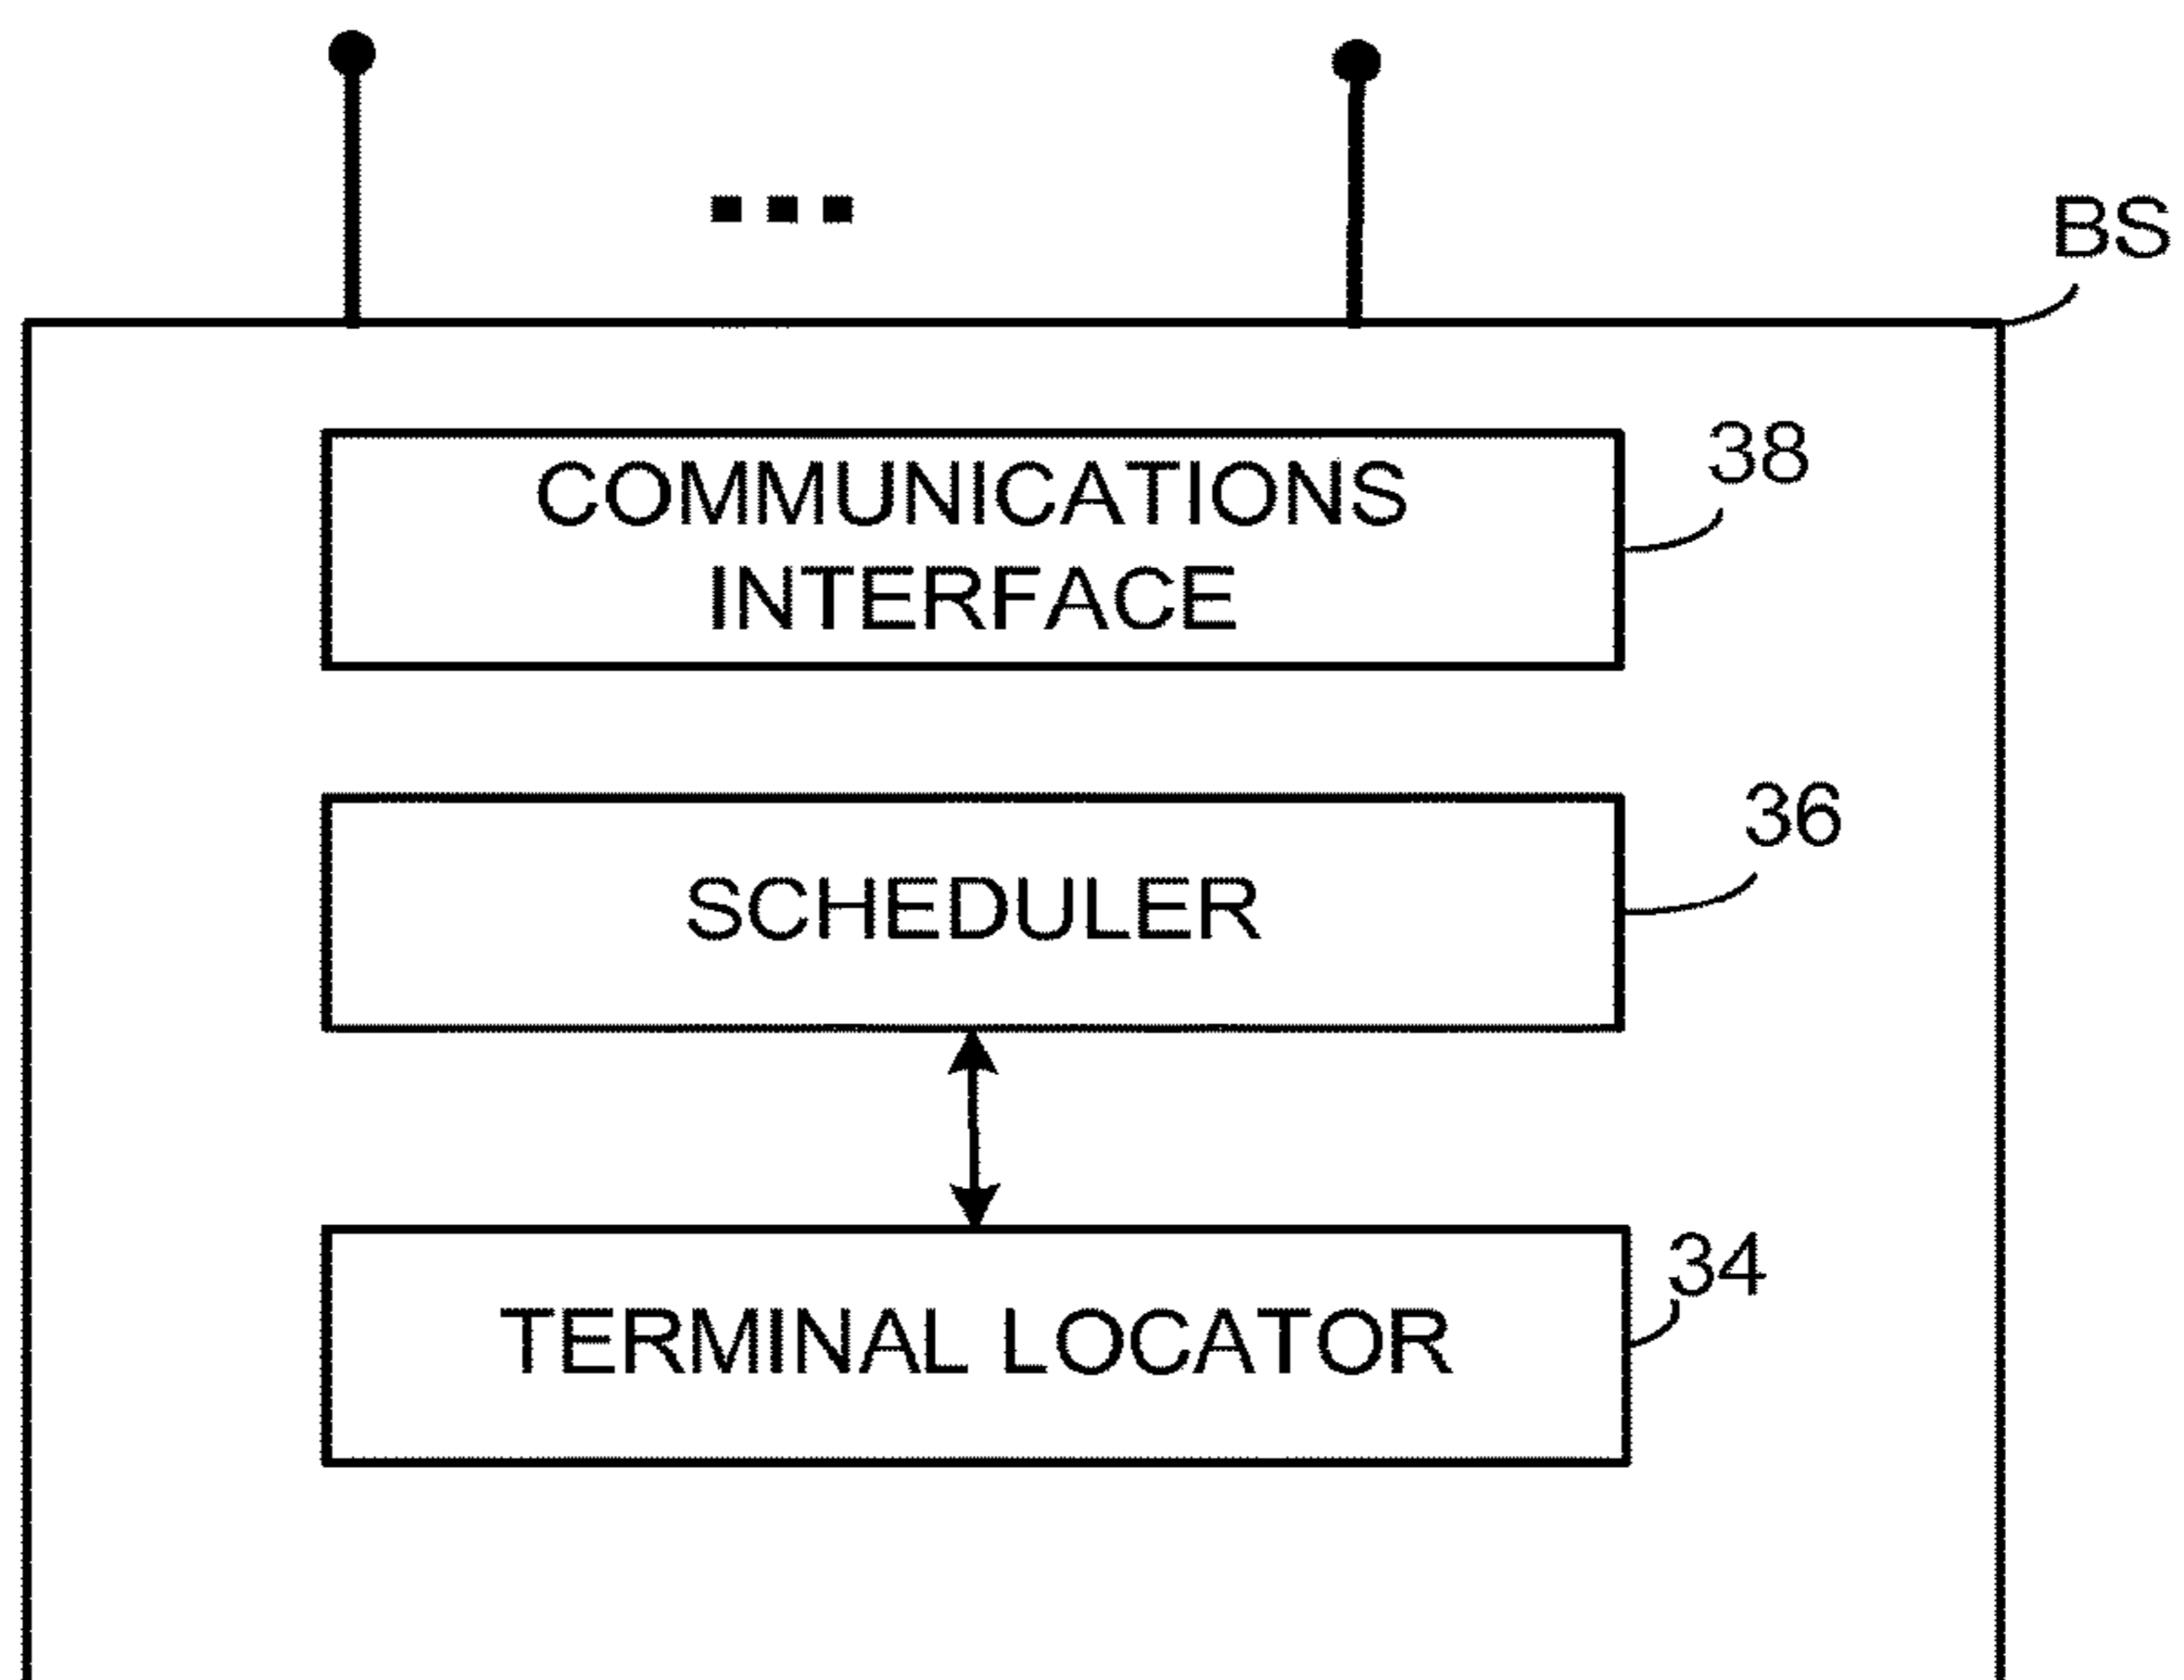 BS
38
COMMUNICATIONS
INTERFACE
36
SCHEDULER
34
TERMINAL LOCATOR